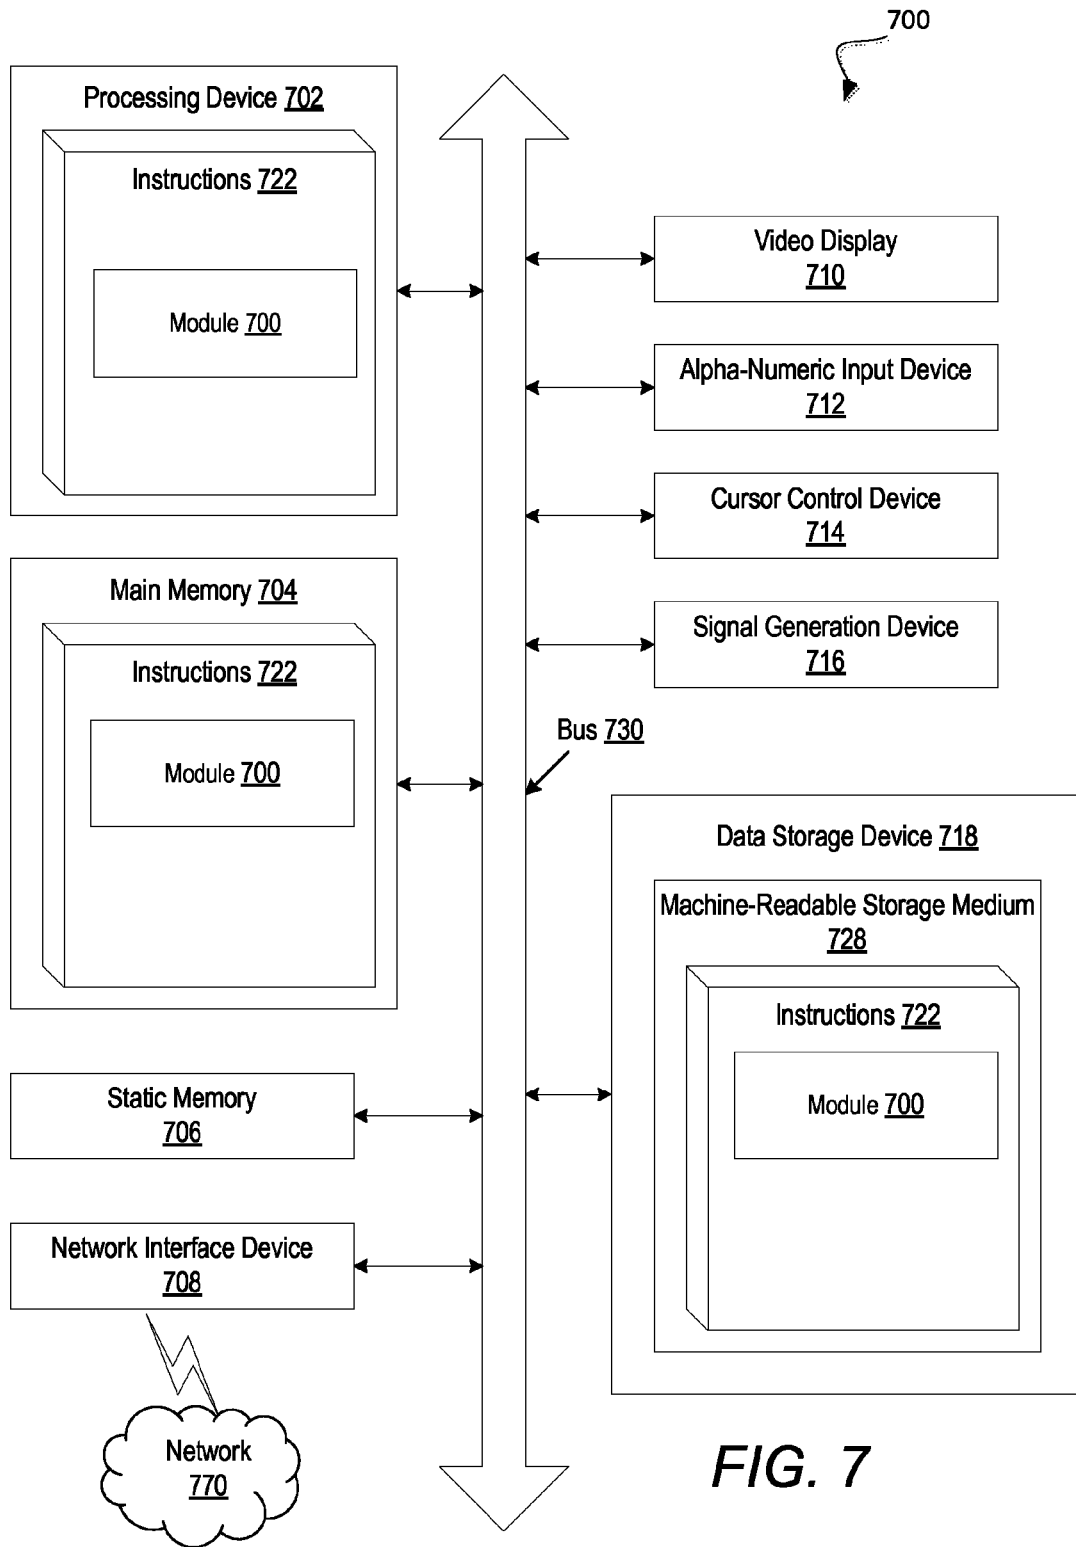 700
Processing Device 702
Instructions 722
Module 700
Main Memory 704
Instructions 722
Module 700
Static Memory
706
Network Interface Device
708
Network
770
Video Display
710
Alpha-Numeric Input Device
712
Cursor Control Device
714
Signal Generation Device
716
Bus 730
Data Storage Device 718
Machine-Readable Storage Medium
728
Instructions 722
Module 700
FIG. 7